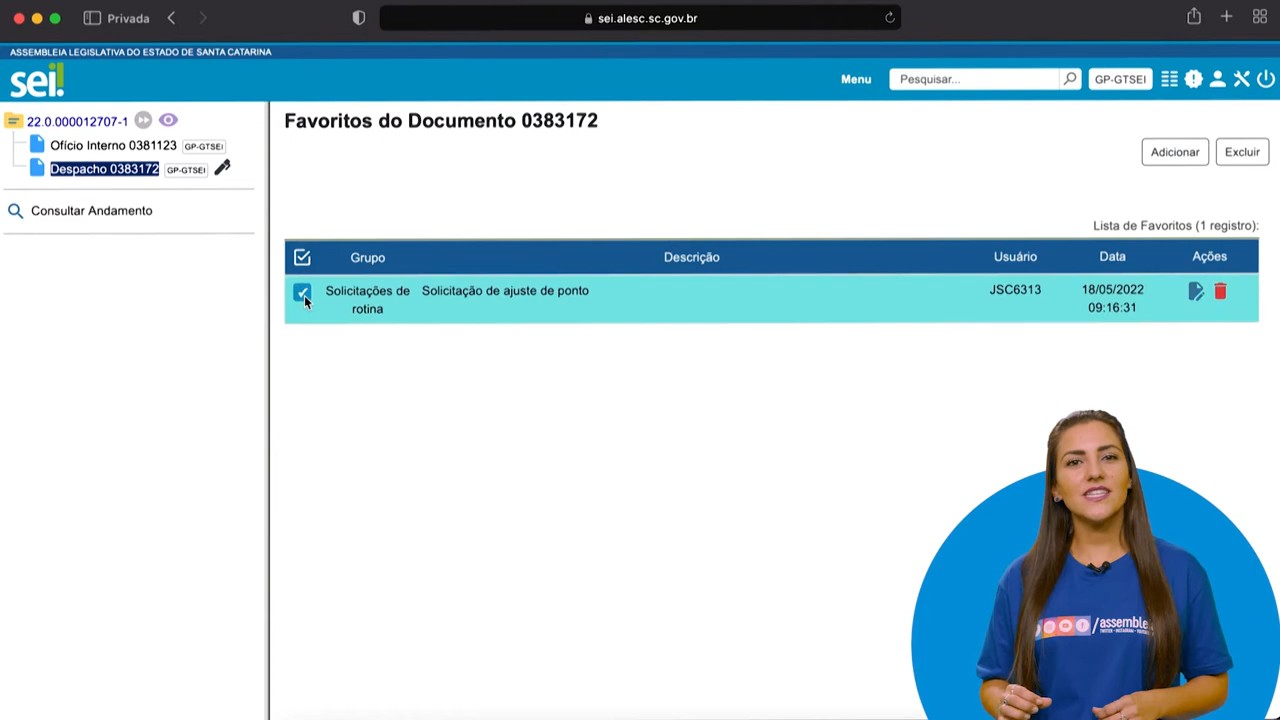 Privada
sei.alesc.sc.gov.br
ASSEMBLEIA LEGISLATIVA DO ESTADO DE SANTA CATARINA
sei!
Menu
Pesquisar...
GP-GTSEI
22.0.000012707-1
Ofício Interno 0381123 GP-GTSEI
Despacho 0383172 GP-GTSEI
Consultar Andamento
Favoritos do Documento 0383172
Adicionar
Excluir
Lista de Favoritos (1 registro):
Grupo Descrição Usuário Data Ações
Solicitações de rotina
Solicitação de ajuste de ponto
JSC6313
18/05/2022
09:16:31
/assemble